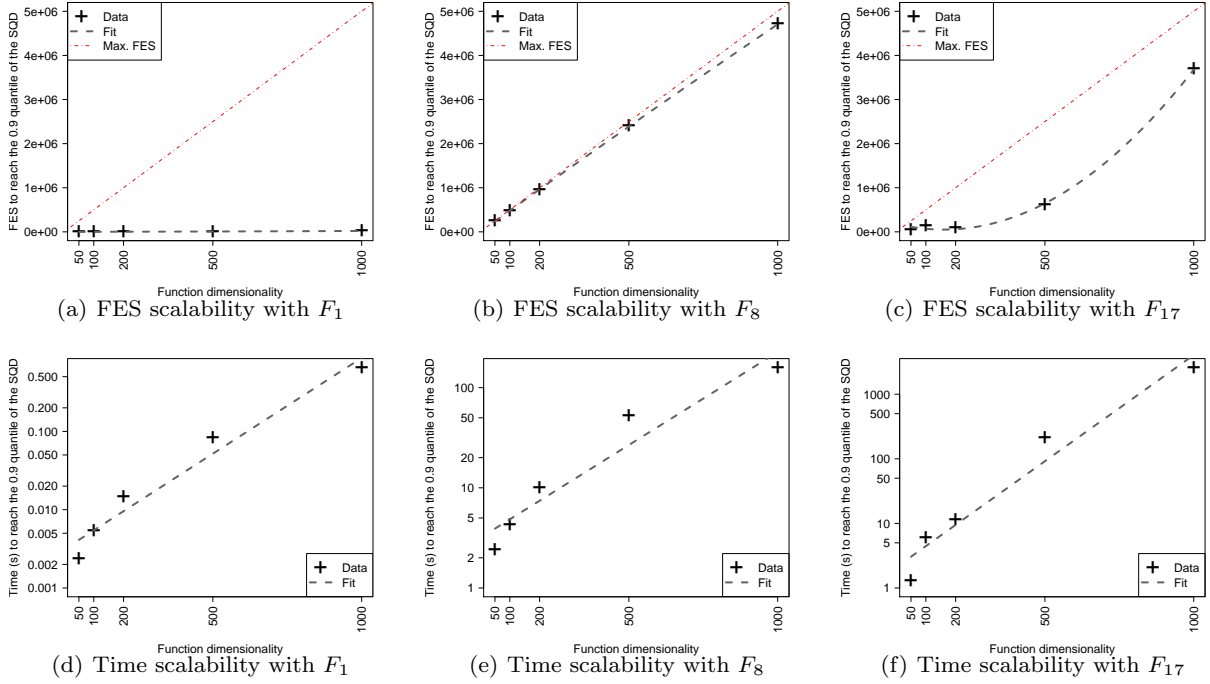 FES to reach the 0.9 quantile of the SQD
5e+06
4e+06
3e+06
2e+06
1e+06
0e+00
Data
Fit
Max. FES
50
100
200
500
1000
Function dimensionality
(a) FES scalability with F1
FES to reach the 0.9 quantile of the SQD
5e+06
4e+06
3e+06
2e+06
1e+06
0e+00
Data
Fit
Max. FES
50
100
200
500
1000
Function dimensionality
(b) FES scalability with F8
FES to reach the 0.9 quantile of the SQD
5e+06
4e+06
3e+06
2e+06
1e+06
0e+00
Data
Fit
Max. FES
50
100
200
500
1000
Function dimensionality
(c) FES scalability with F17
Time (s) to reach the 0.9 quantile of the SQD
0.500
0.200
0.100
0.050
0.020
0.010
0.005
0.002
0.001
Data
Fit
50
100
200
500
1000
Function dimensionality
(d) Time scalability with F1
Time (s) to reach the 0.9 quantile of the SQD
100
50
20
10
5
2
1
Data
Fit
50
100
200
500
1000
Function dimensionality
(e) Time scalability with F8
Time (s) to reach the 0.9 quantile of the SQD
1000
500
100
50
10
5
1
Data
Fit
50
100
200
500
1000
Function dimensionality
(f) Time scalability with F17